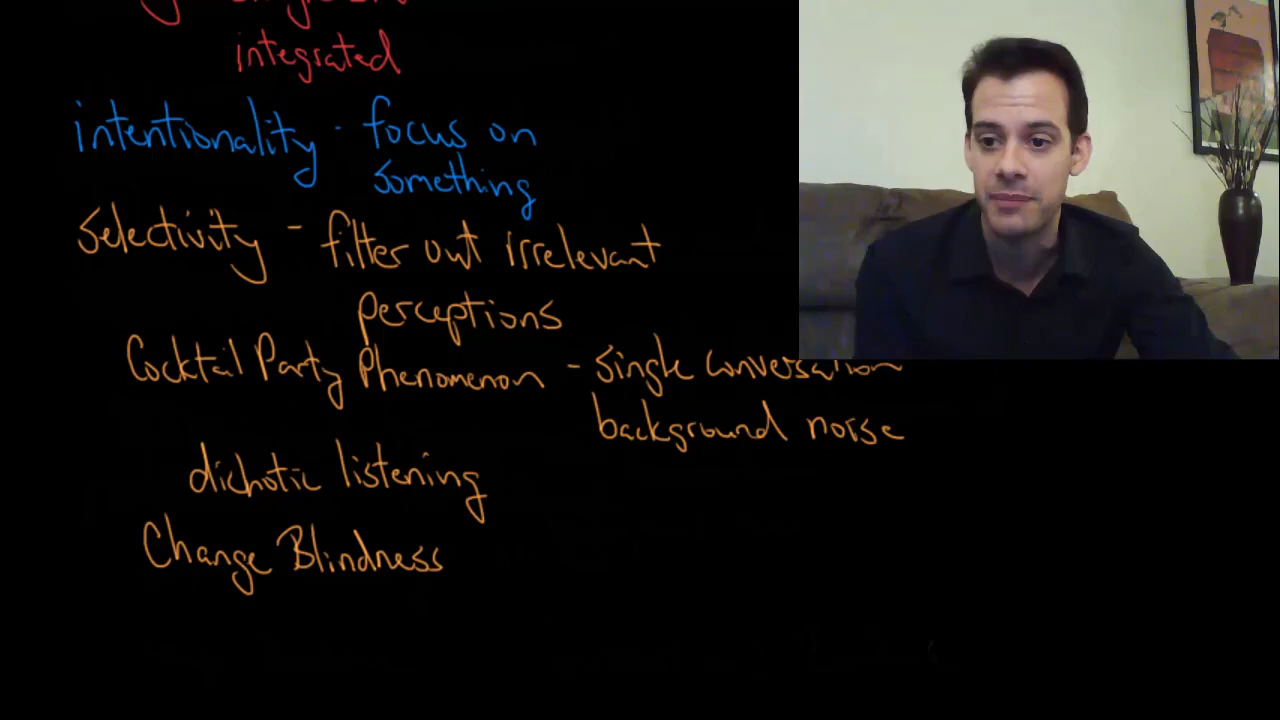 integrated
intentionality - focus on
something
Selectivity - filter out irrelevant
perceptions
Cocktail Party Phenomenon - single conversation
background noise
dichotic listening
Change Blindness